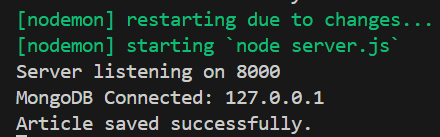 [nodemon] restarting due to changes...
[nodemon] starting `node server.js`
Server listening on 8000
MongoDB Connected: 127.0.0.1
Article saved successfully.